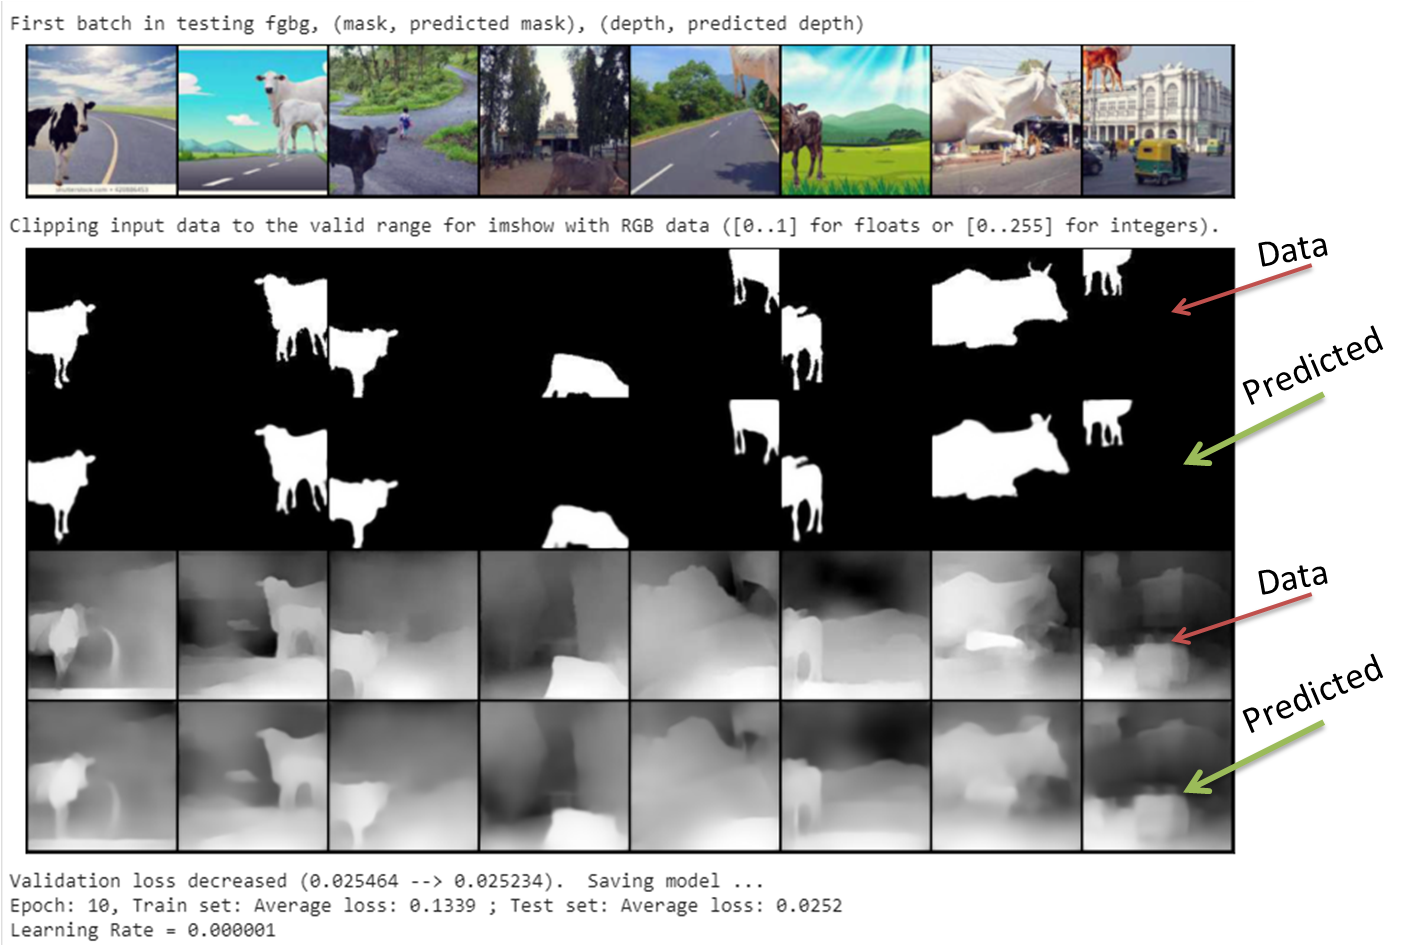 First batch in testing fgbg, (mask, predicted mask), (depth, predicted depth)
shutterstock.com • 420886453
Clipping input data to the valid range for imshow with RGB data ([0..1] for floats or [0..255] for integers).
Data
Predicted
Data
Predicted
Validation loss decreased (0.025464 --> 0.025234).  Saving model ...
Epoch: 10, Train set: Average loss: 0.1339 ; Test set: Average loss: 0.0252
Learning Rate = 0.000001